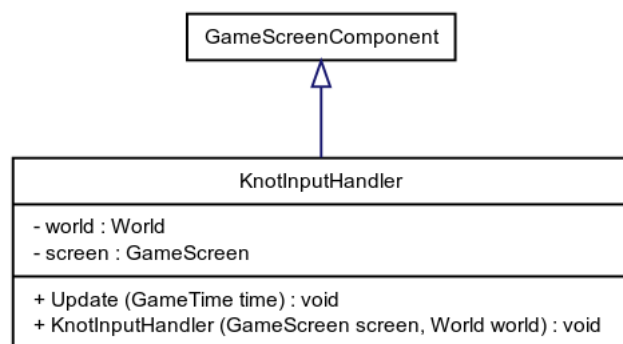 GameScreenComponent
KnotInputHandler
- world : World
- screen : GameScreen
+ Update (GameTime time) : void
+ KnotInputHandler (GameScreen screen, World world) : void